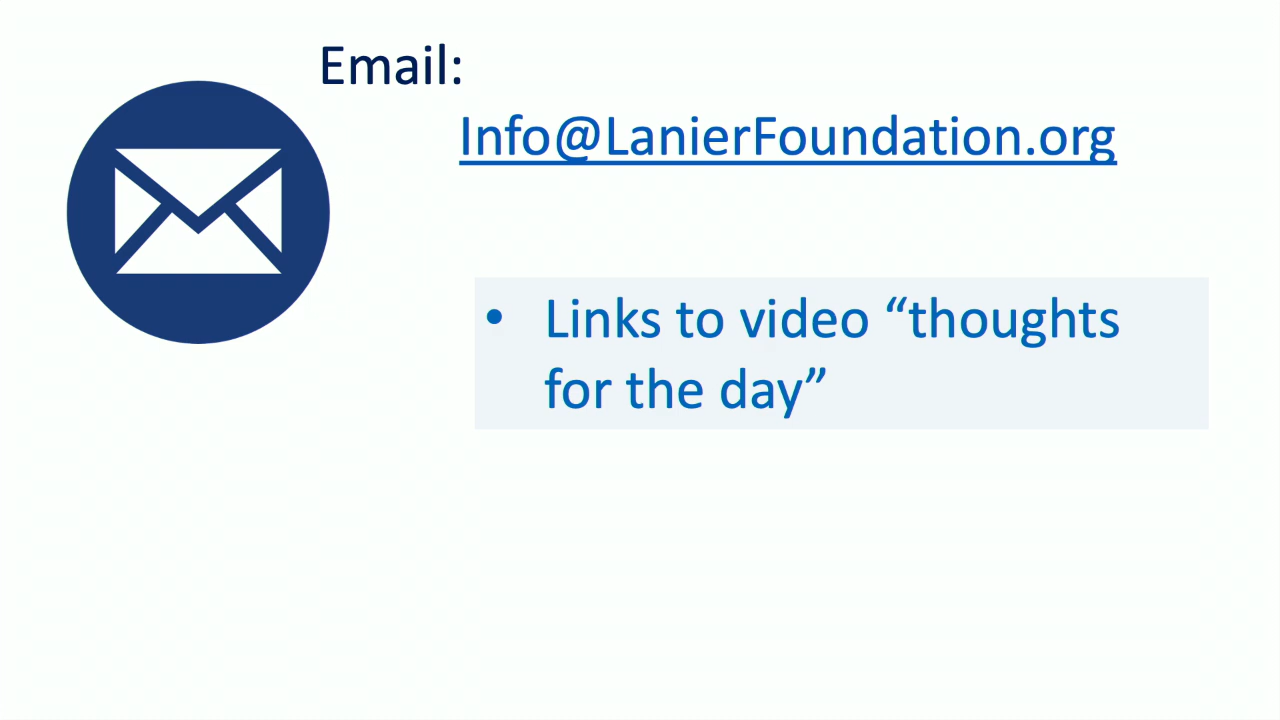 Email:
Info@LanierFoundation.org
• Links to video “thoughts
for the day”